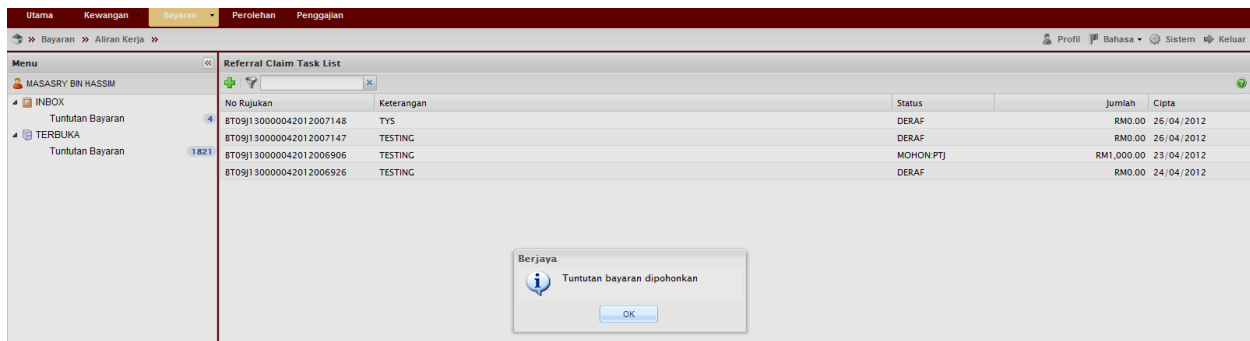 Utama Kewangan Bayaran Perolehan Penggajian
» Bayaran » Aliran Kerja » Profil Bahasa Sistem Keluar
Menu Referral Claim Task List
MASASRY BIN HASSIM
INBOX No Rujukan Keterangan Status Jumlah Cipta
Tuntutan Bayaran 4 BT09J130000042012007148 TYS DERAF RM0.00 26/04/2012
TERBUKA BT09J130000042012007147 TESTING DERAF RM0.00 26/04/2012
Tuntutan Bayaran 1821 BT09J130000042012006906 TESTING MOHON:PTJ RM1,000.00 23/04/2012
BT09J130000042012006926 TESTING DERAF RM0.00 24/04/2012
Berjaya
Tuntutan bayaran dipohonkan
OK